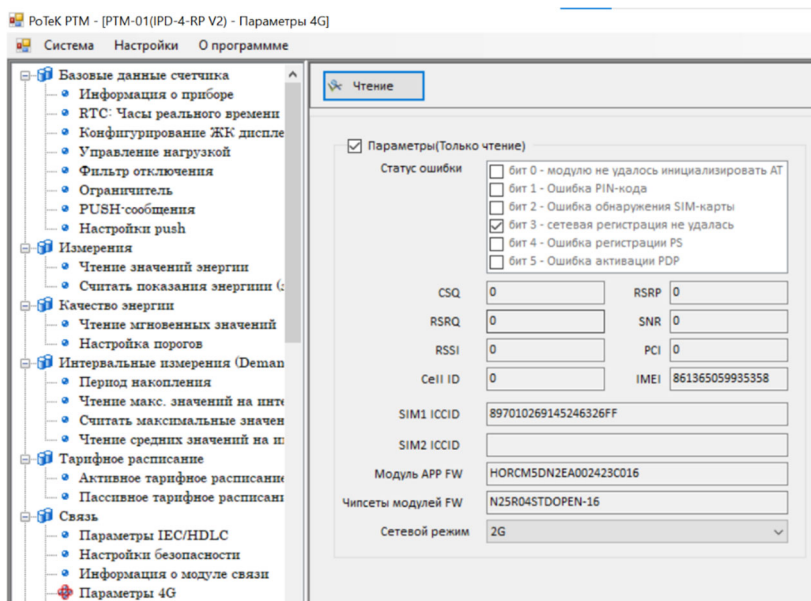 PoTeK PTM - [PTM-01(IPD-4-RP V2) - Параметры 4G]
Система Настройки О программме
Базовые данные счетчика
Информация о приборе
RTC: Часы реального времени
Конфигурирование ЖК диспле
Управление нагрузкой
Фильтр отключения
Ограничитель
PUSH-сообщения
Настройки push
Измерения
Чтение значений энергии
Считать показания энергиии (
Качество энергии
Чтение мгновенных значений
Настройка порогов
Интервальные измерения (Deman
Период накопления
Чтение макс. значений на инте
Считать максимальные значен
Чтение средних значений на и
Тарифное расписание
Активное тарифное расписание
Пассивное тарифное расписани
Связь
Параметры IEC/HDLC
Настройки безопасности
Информация о модуле связи
Параметры 4G
Чтение
Параметры(Только чтение)
Статус ошибки
бит 0 - модулю не удалось инициализировать AT
бит 1 - Ошибка PIN-кода
бит 2 - Ошибка обнаружения SIM-карты
бит 3 - сетевая регистрация не удалась
бит 4 - Ошибка регистрации PS
бит 5 - Ошибка активации PDP
CSQ 0 RSRP 0
RSRQ 0 SNR 0
RSSI 0 PCI 0
Cell ID 0 IMEI 861365059935358
SIM1 ICCID 897010269145246326FF
SIM2 ICCID
Модуль APP FW HORCM5DN2EA002423C016
Чипсеты модулей FW N25R04STDOPEN-16
Сетевой режим 2G